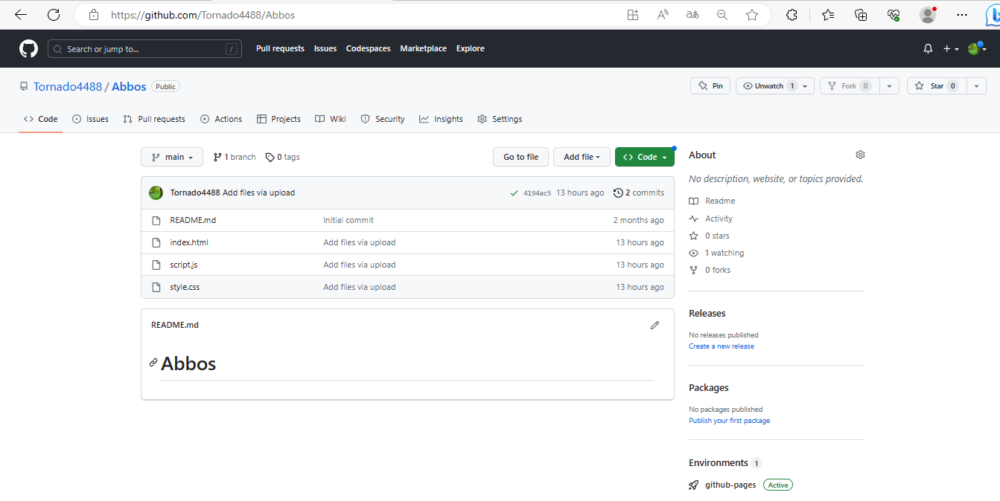 https://github.com/Tornado4488/Abbos
Search or jump to... /
Pull requests Issues Codespaces Marketplace Explore
Tornado4488 / Abbos Public
Pin Unwatch 1 Fork 0 Star 0
Code Issues Pull requests Actions Projects Wiki Security Insights Settings
main 1 branch 0 tags Go to file Add file Code
Tornado4488 Add files via upload 4194ac5 13 hours ago 2 commits
README.md Initial commit 2 months ago
index.html Add files via upload 13 hours ago
script.js Add files via upload 13 hours ago
style.css Add files via upload 13 hours ago
README.md
Abbos
About
No description, website, or topics provided.
Readme
Activity
0 stars
1 watching
0 forks
Releases
No releases published
Create a new release
Packages
No packages published
Publish your first package
Environments 1
github-pages Active